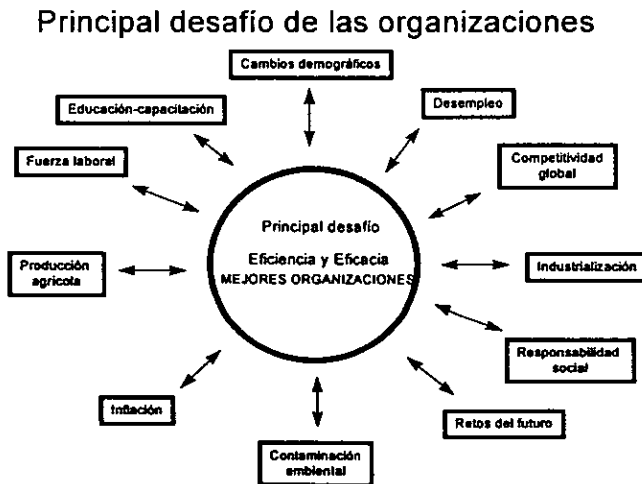 Principal desafío de las organizaciones
Cambios demográficos
Educación-capacitación
Desempleo
Fuerza laboral
Competitividad
global
Principal desafío
Eficiencia y Eficacia
MEJORES ORGANIZACIONES
Producción
agrícola
Industrialización
Responsabilidad
social
Inflación
Retos del futuro
Contaminación
ambiental